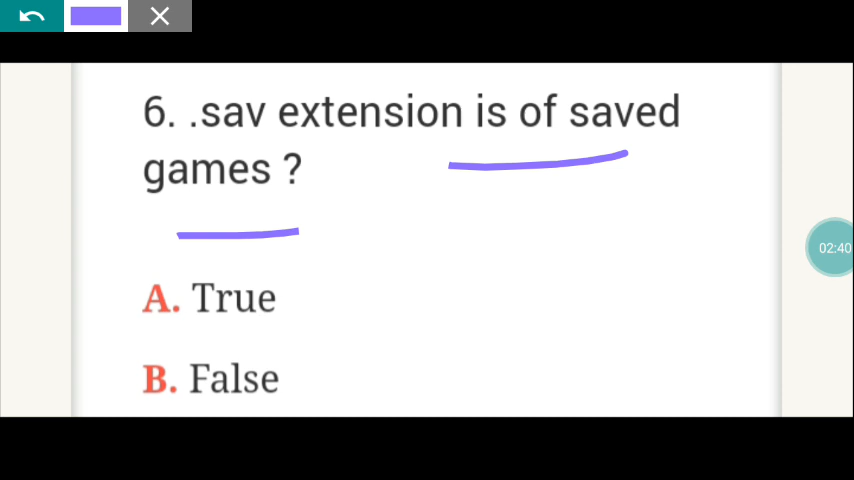 6. .sav extension is of saved
games ?
02:40
A. True
B. False